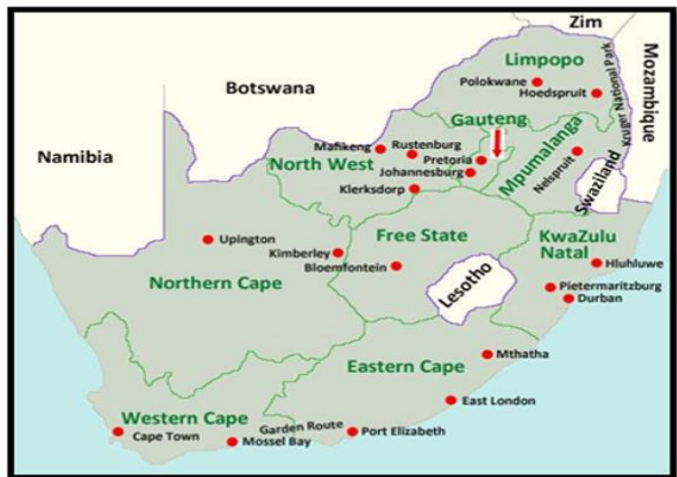 Zim
Limpopo
Polokwane
Hoedspruit
Kruger National Park
Mozambique
Botswana
Namibia
Gauteng
Mafikeng
Rustenburg
North West
Pretoria
Johannesburg
Klerksdorp
Mpumalanga
Nelspruit
Swaziland
Upington
Kimberley
Free State
Bloemfontein
KwaZulu
Natal
Hluhluwe
Northern Cape
Lesotho
Pietermaritzburg
Durban
Eastern Cape
Mthatha
East London
Western Cape
Cape Town
Garden Route
Mossel Bay
Port Elizabeth